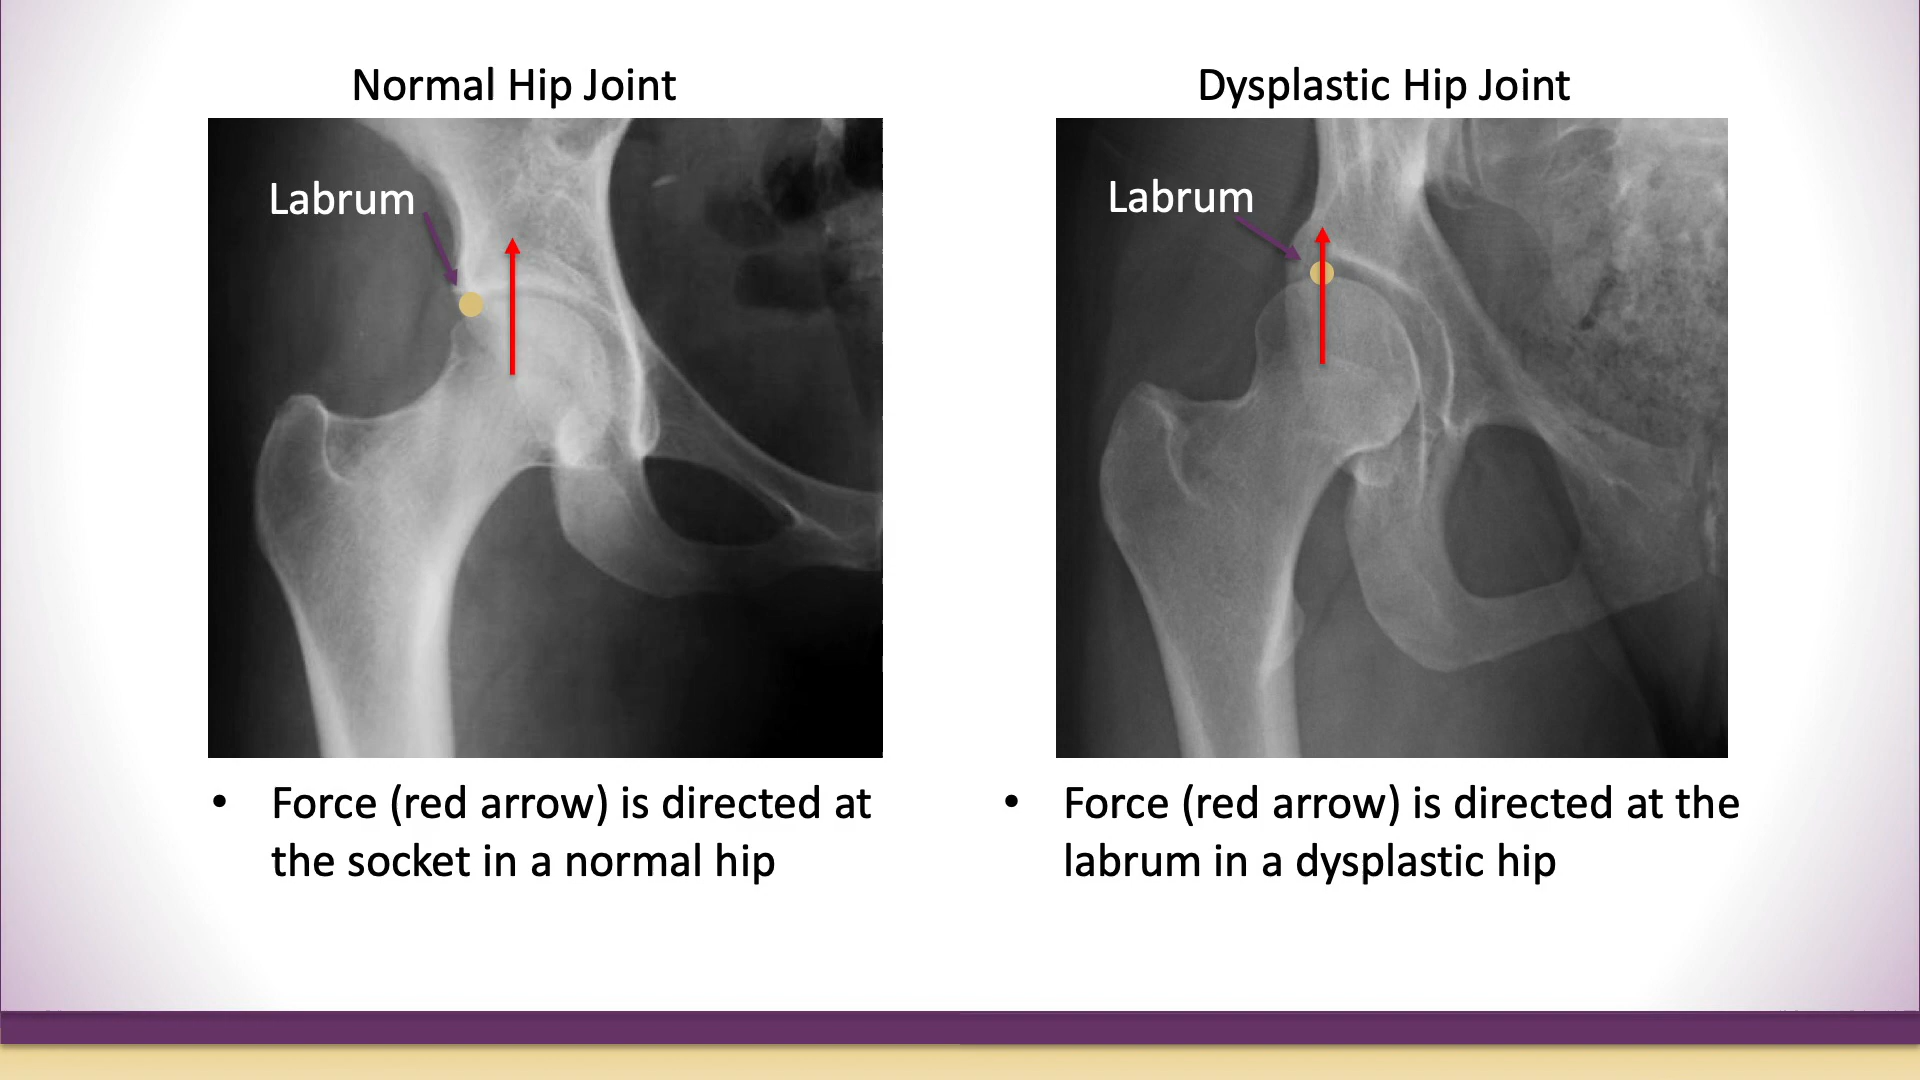 Normal Hip Joint
Labrum
• Force (red arrow) is directed at
the socket in a normal hip
Dysplastic Hip Joint
Labrum
• Force (red arrow) is directed at the
labrum in a dysplastic hip